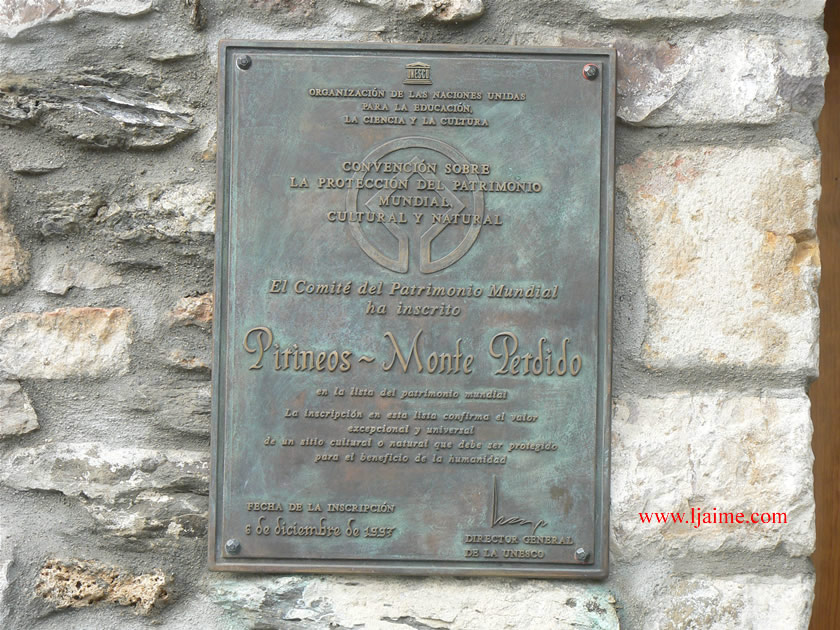 UNESCO
ORGANIZACIÓN DE LAS NACIONES UNIDAS
PARA LA EDUCACIÓN,
LA CIENCIA Y LA CULTURA
CONVENCIÓN SOBRE
LA PROTECCIÓN DEL PATRIMONIO
MUNDIAL,
CULTURAL Y NATURAL
El Comité del Patrimonio Mundial
ha inscrito
Pirineos ~ Monte Perdido
en la lista del patrimonio mundial
La inscripción en esta lista confirma el valor
excepcional y universal
de un sitio cultural o natural que debe ser protegido
para el beneficio de la humanidad
FECHA DE LA INSCRIPCIÓN
6 de diciembre de 1997
DIRECTOR GENERAL
DE LA UNESCO
www.ljaime.com